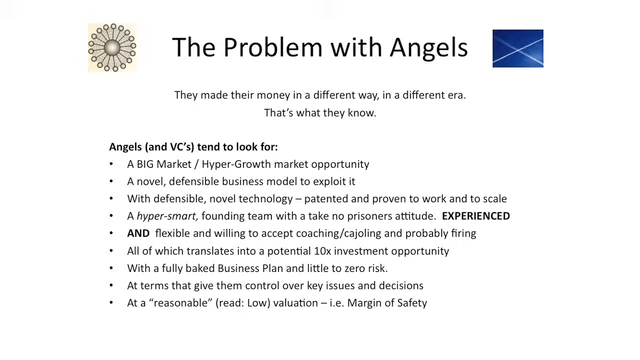 The Problem with Angels
They made their money in a different way, in a different era.
That's what they know.
Angels (and VC's) tend to look for:
• A BIG Market / Hyper-Growth market opportunity
• A novel, defensible business model to exploit it
• With defensible, novel technology – patented and proven to work and to scale
• A hyper-smart, founding team with a take no prisoners attitude. EXPERIENCED
• AND flexible and willing to accept coaching/cajoling and probably firing
• All of which translates into a potential 10x investment opportunity
• With a fully baked Business Plan and little to zero risk.
• At terms that give them control over key issues and decisions
• At a "reasonable" (read: Low) valuation – i.e. Margin of Safety